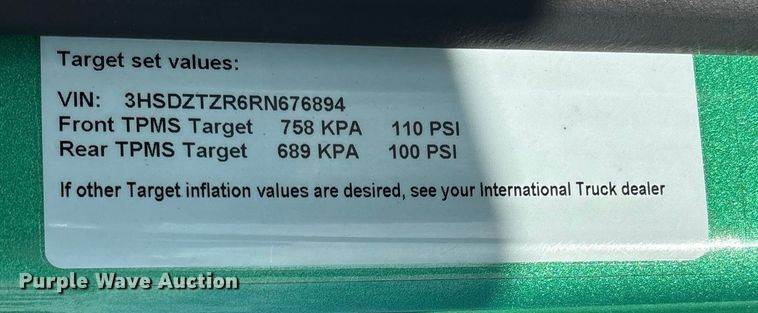 Target set values:
VIN: 3HSDZTZR6RN676894
Front TPMS Target 758 KPA 110 PSI
Rear TPMS Target 689 KPA 100 PSI
If other Target inflation values are desired, see your International Truck dealer
Purple Wave Auction